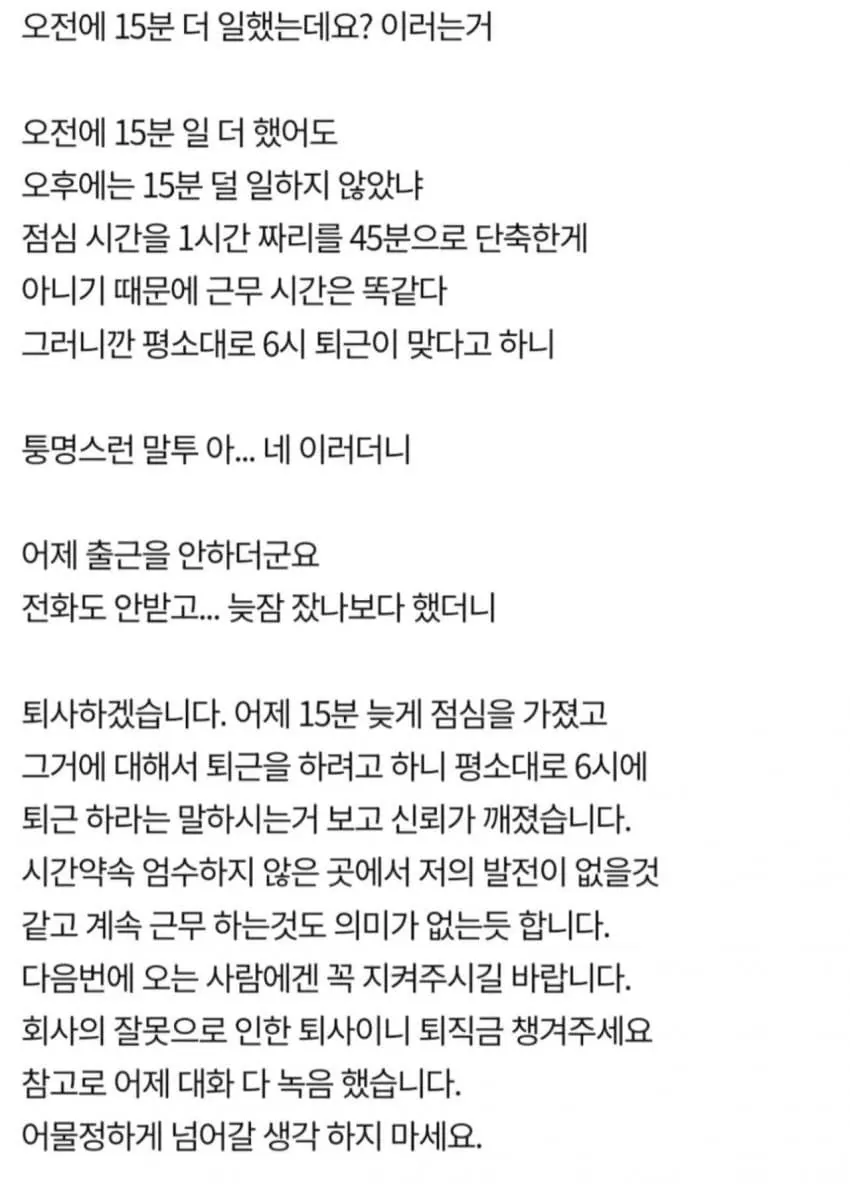 오전에 15분 더 일했는데요? 이러는거
오전에 15분 일 더 했어도
오후에는 15분 덜 일하지 않았냐
점심 시간을 1시간 짜리를 45분으로 단축한게
아니기 때문에 근무 시간은 똑같다
그러니깐 평소대로 6시 퇴근이 맞다고 하니
퉁명스런 말투 아... 네 이러더니
어제 출근을 안하더군요
전화도 안받고... 늦잠 잤나보다 했더니
퇴사하겠습니다. 어제 15분 늦게 점심을 가졌고
그거에 대해서 퇴근을 하려고 하니 평소대로 6시에
퇴근 하라는 말하시는거 보고 신뢰가 깨졌습니다.
시간약속 엄수하지 않은 곳에서 저의 발전이 없을것
같고 계속 근무 하는것도 의미가 없는듯 합니다.
다음번에 오는 사람에겐 꼭 지켜주시길 바랍니다.
회사의 잘못으로 인한 퇴사이니 퇴직금 챙겨주세요
참고로 어제 대화 다 녹음 했습니다.
어물정하게 넘어갈 생각 하지 마세요.